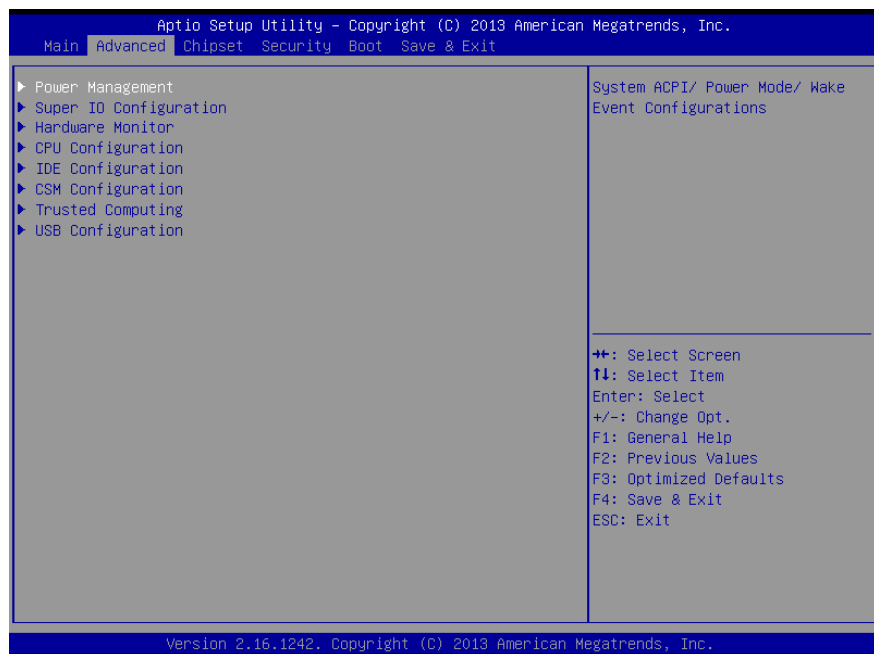 Aptio Setup Utility – Copyright (C) 2013 American Megatrends, Inc.
Main Advanced Chipset Security Boot Save & Exit
▶ Power Management
▶ Super IO Configuration
▶ Hardware Monitor
▶ CPU Configuration
▶ IDE Configuration
▶ CSM Configuration
▶ Trusted Computing
▶ USB Configuration
System ACPI/ Power Mode/ Wake
Event Configurations
→←: Select Screen
↑↓: Select Item
Enter: Select
+/-: Change Opt.
F1: General Help
F2: Previous Values
F3: Optimized Defaults
F4: Save & Exit
ESC: Exit
Version 2.16.1242. Copyright (C) 2013 American Megatrends, Inc.